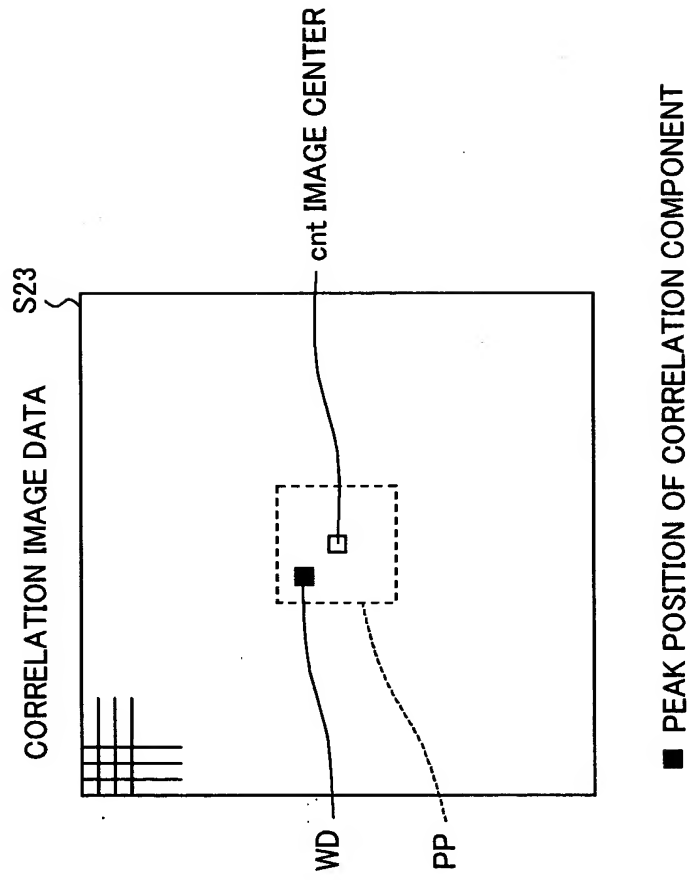 CORRELATION IMAGE DATA
S23
cnt IMAGE CENTER
WD
PP
■ PEAK POSITION OF CORRELATION COMPONENT